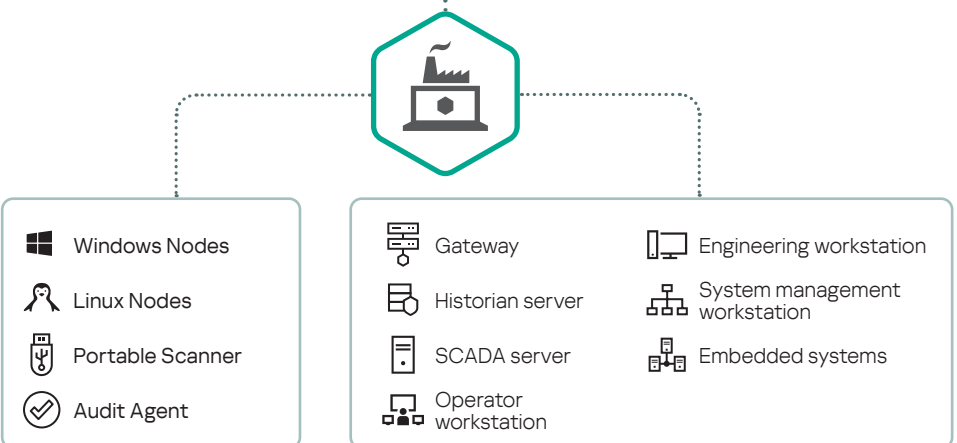 Windows Nodes
Linux Nodes
Portable Scanner
Audit Agent
Gateway
Historian server
SCADA server
Operator
workstation
Engineering workstation
System management
workstation
Embedded systems